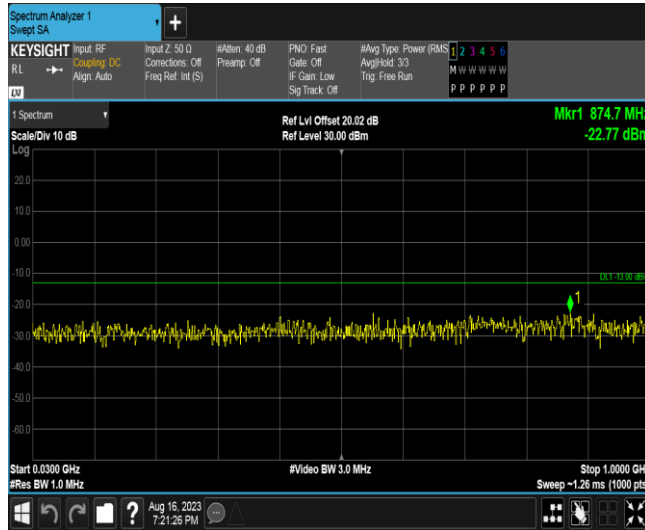 Spectrum Analyzer 1
Swept SA
+
KEYSIGHT
RL
LXI
Input: RF
Coupling: DC
Align: Auto
Input Z: 50 Ω
Corrections: Off
Freq Ref: Int (S)
#Atten: 40 dB
Preamp: Off
PNO: Fast
Gate: Off
IF Gain: Low
Sig Track: Off
#Avg Type: Power (RMS
Avg|Hold: 3/3
Trig: Free Run
1 2 3 4 5 6
M W W W W W
P P P P P P
1 Spectrum
Scale/Div 10 dB
Log
Ref Lvl Offset 20.02 dB
Ref Level 30.00 dBm
Mkr1 874.7 MHz
-22.77 dBm
20.0
10.0
0.00
-10.0
-20.0
-30.0
-40.0
-50.0
-60.0
DL1 -13.00 dBm
1
Start 0.0300 GHz
#Res BW 1.0 MHz
#Video BW 3.0 MHz
Stop 1.0000 GH
Sweep ~1.26 ms (1000 pts
?
Aug 16, 2023
7:21:26 PM